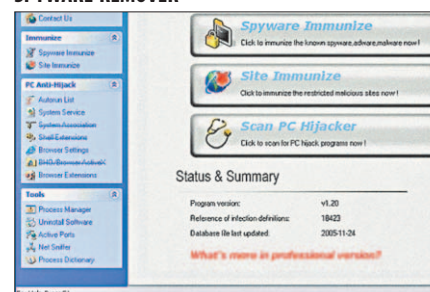 SPYWARE REMOVER
Contact Us
Immunize
Spyware Immunize
Site Immunize
PC Anti-Hijack
Autorun List
System Service
System Association
Shell Extensions
Browser Settings
BHO/Browser ActiveX
Browser Extensions
Tools
Process Manager
Uninstal Software
Active Ports
Net Sniffer
Process Dictionary
Spyware Immunize
Click to immunize the known spyware,adware,malware now !
Site Immunize
Click to immunize the restricted malicious sites now !
Scan PC Hijacker
Click to scan for PC hijack programs now !
Status & Summary
Program version: v1.20
Reference of infection definitions: 18423
Database file last updated: 2005-11-24
What's more in professional version?